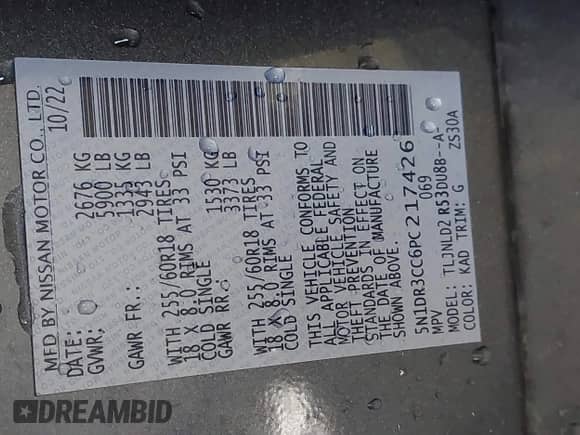 MFD BY NISSAN MOTOR CO., LTD.
DATE: 10/22
GVWR, 2676 KG
5900 LB
GAWR FR.: 1335 KG
2943 LB
WITH 255/60R18 TIRES
18 X 8.0 RIMS AT 33 PSI
COLD SINGLE
GAWR RR.: 1530 KG
3373 LB
WITH 255/60R18 TIRES
18 X 8.0 RIMS AT 33 PSI
COLD SINGLE
THIS VEHICLE CONFORMS TO
ALL APPLICABLE FEDERAL
MOTOR VEHICLE SAFETY AND
THEFT PREVENTION
STANDARDS IN EFFECT ON
THE DATE OF MANUFACTURE
SHOWN ABOVE.
5N1DR3CC6PC217426
MPV 069
MODEL: TLJNLDZ R53DU8B--A-
COLOR: KAD TRIM: G ZS30A
DREAMBID